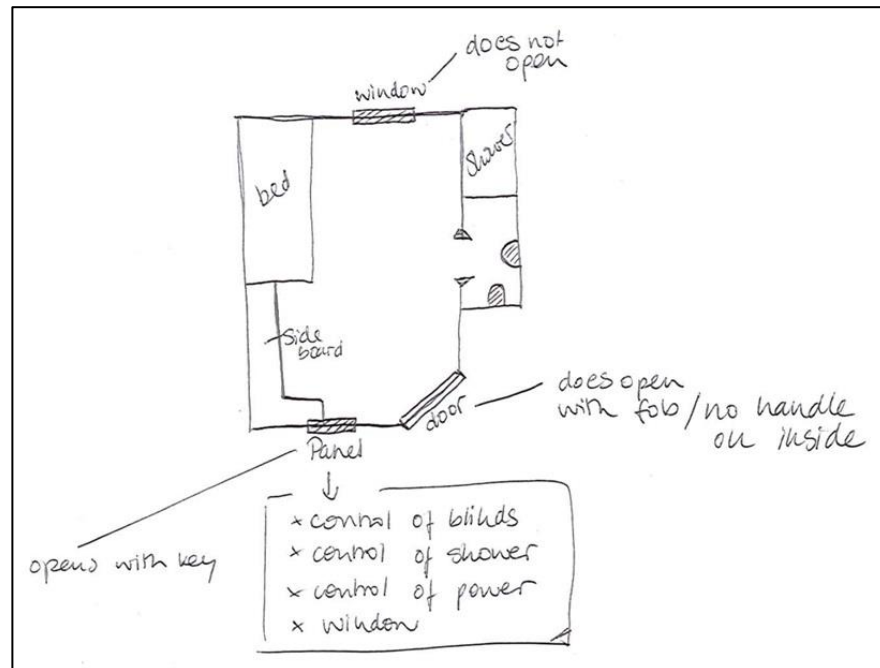 does not
open
window
shower
bed
side
board
door
does open
with fob/no handle
on inside
Panel
opens with key
x control of blinds
x control of shower
x control of power
x window